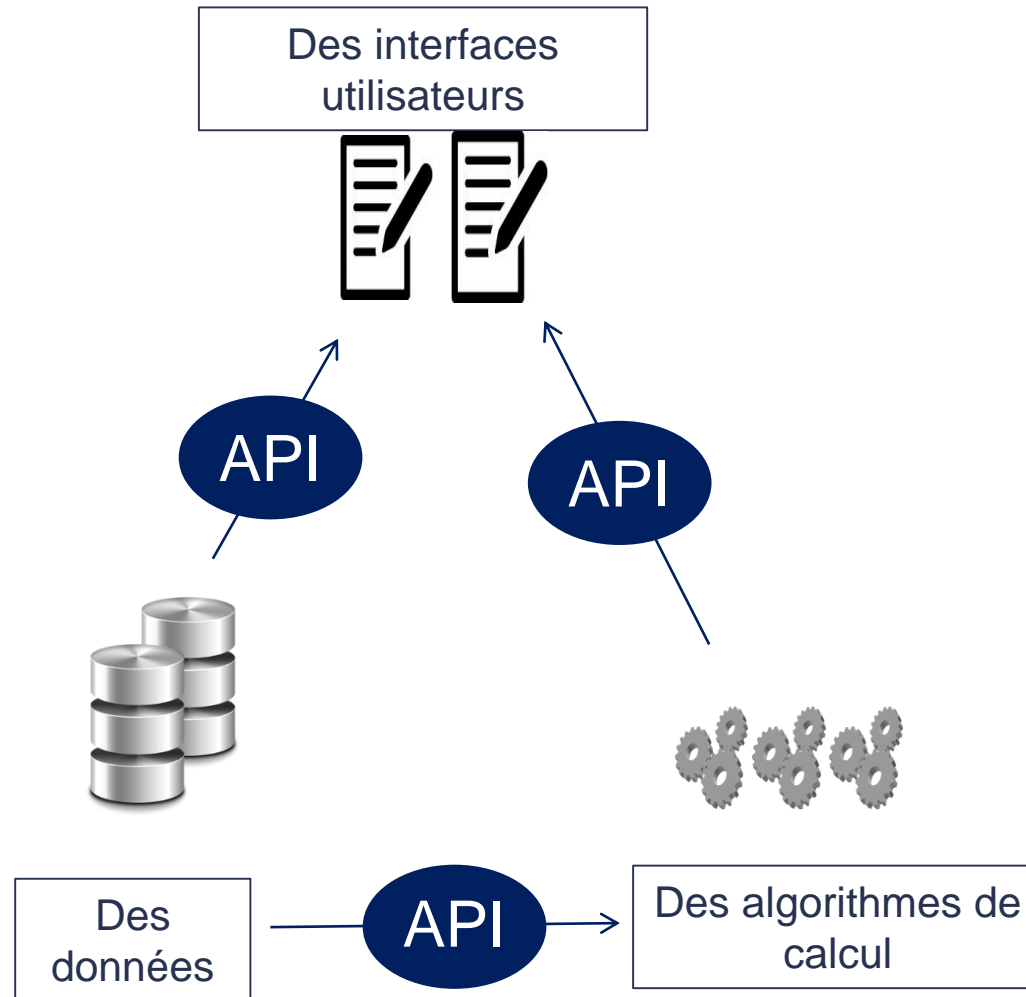 Des interfaces
utilisateurs
API
API
Des
données
API
Des algorithmes de
calcul